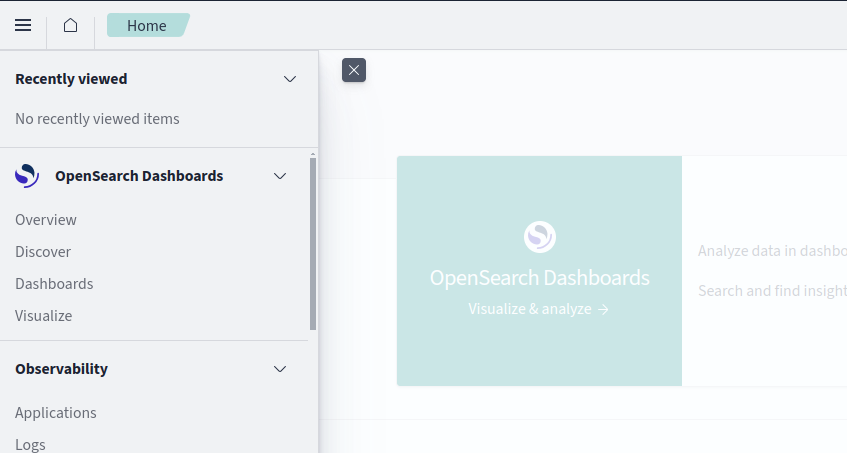 Home
Recently viewed
No recently viewed items
OpenSearch Dashboards
Overview
Discover
Dashboards
Visualize
Observability
Applications
Logs
OpenSearch Dashboards
Visualize & analyze →
Analyze data in dashbo
Search and find insight